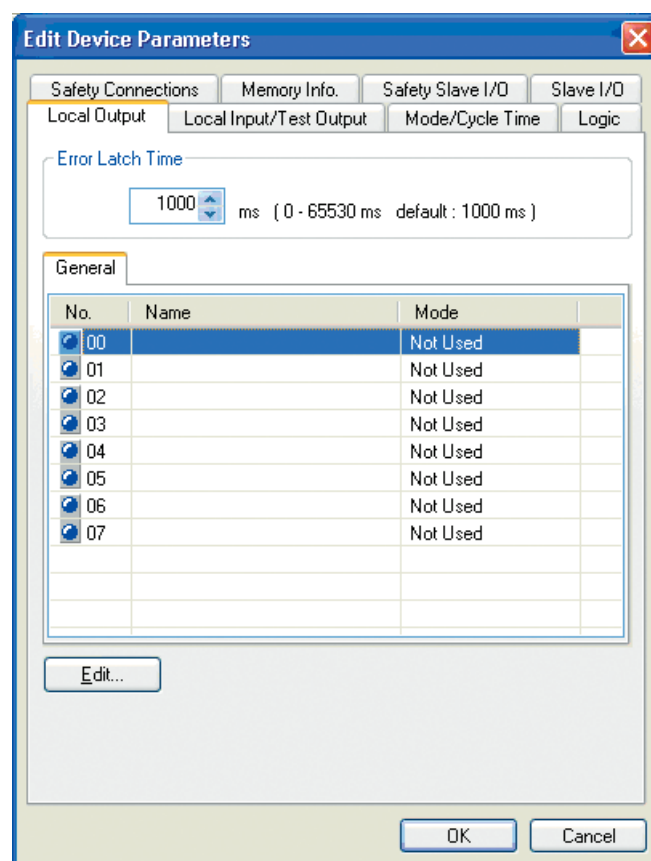 Edit Device Parameters
Safety Connections Memory Info. Safety Slave I/O Slave I/O
Local Output Local Input/Test Output Mode/Cycle Time Logic
Error Latch Time
1000 ms ( 0 - 65530 ms default : 1000 ms )
General
No. Name Mode
00 Not Used
01 Not Used
02 Not Used
03 Not Used
04 Not Used
05 Not Used
06 Not Used
07 Not Used
Edit...
OK Cancel